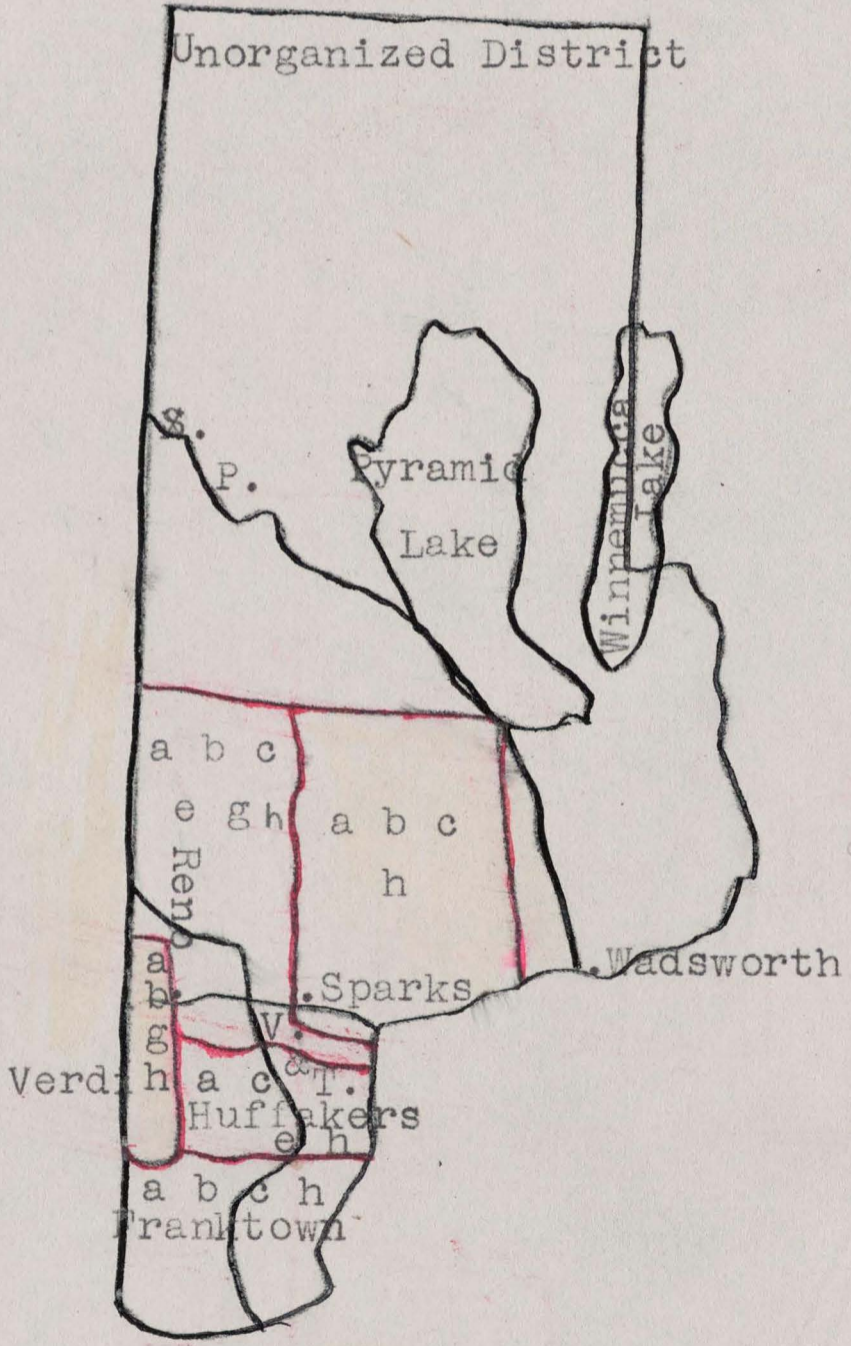 Unorganized District
S.
P.
Pyramid
Lake
Winnemucca
Lake
a b c
e g h
Reno
a b c
h
Wadsworth
Sparks
V.
&
T.
a
b
g
h
Verdi
a c
Huffakers
e h
a b c h
Franktown